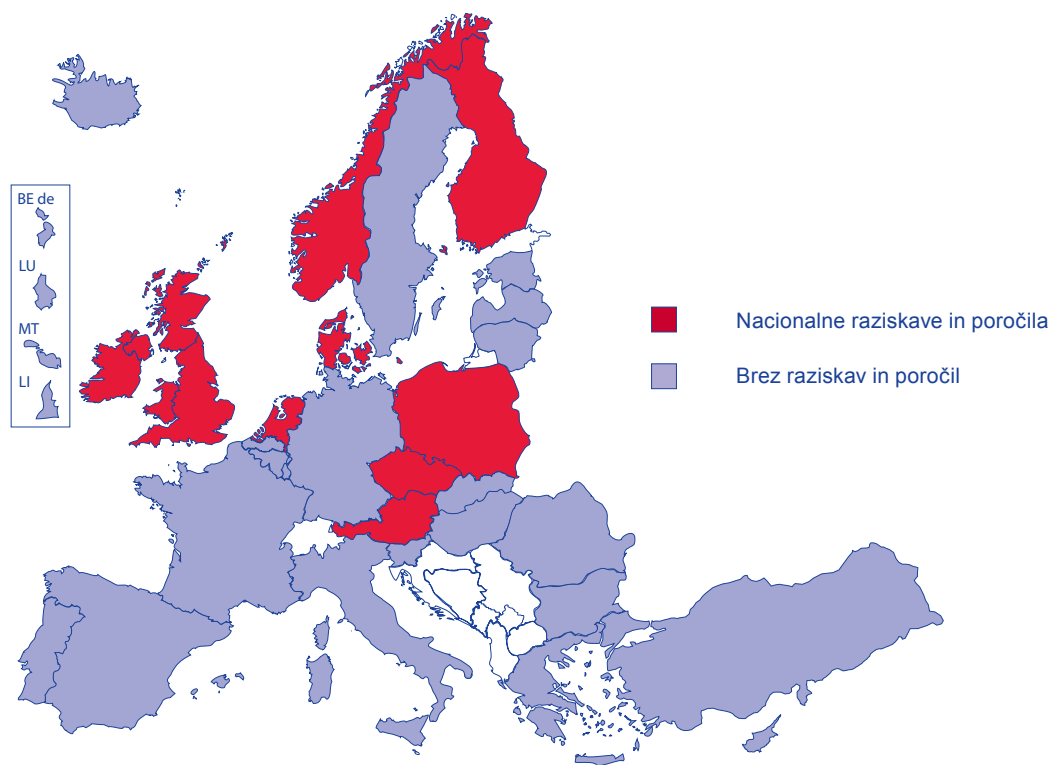 BE de
LU
MT
LI
Nacionalne raziskave in poročila
Brez raziskav in poročil